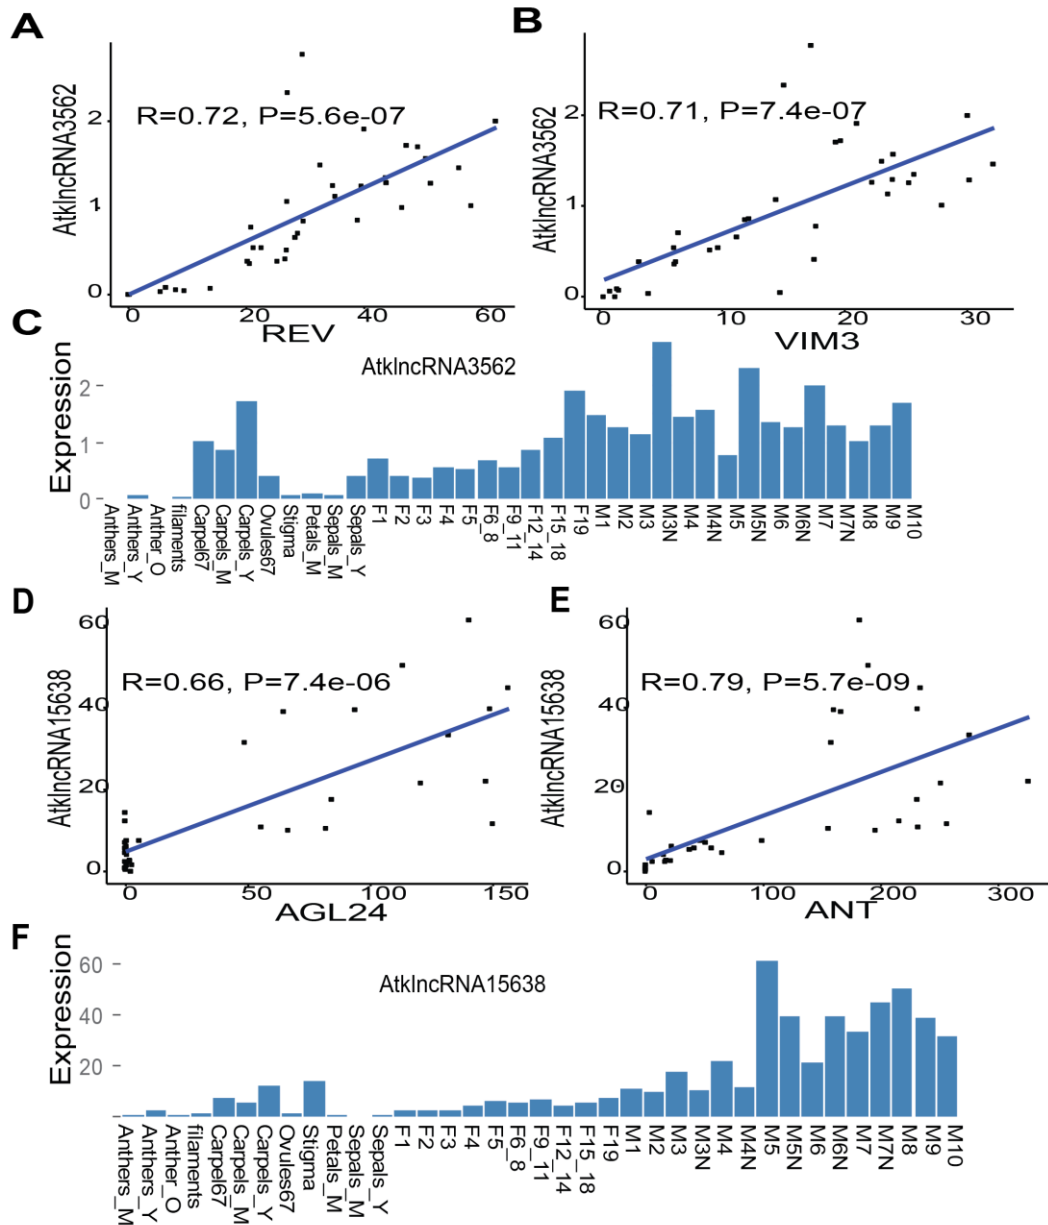 A
AtklncRNA3562
R=0.72, P=5.6e-07
2
1
0
0
20
40
60
REV
B
AtklncRNA3562
R=0.71, P=7.4e-07
2
1
0
0
10
20
30
VIM3
C
Expression
AtklncRNA3562
2
1
0
Anthers_M
Anthers_Y
Anther_O
filaments
Carpel67
Carpels_M
Carpels_Y
Ovules67
Stigma
Petals_M
Sepals_M
Sepals_Y
F1
F2
F3
F4
F5
F6_8
F9_11
F12_14
F15_18
F19
M1
M2
M3
M3N
M4
M4N
M5
M5N
M6
M6N
M7
M7N
M8
M9
M10
D
AtklncRNA15638
R=0.66, P=7.4e-06
60
40
20
0
0
50
100
150
AGL24
E
AtklncRNA15638
R=0.79, P=5.7e-09
60
40
20
0
0
100
200
300
ANT
F
Expression
AtklncRNA15638
60
40
20
Anthers_M
Anthers_Y
Anther_O
filaments
Carpel67
Carpels_M
Carpels_Y
Ovules67
Stigma
Petals_M
Sepals_M
Sepals_Y
F1
F2
F3
F4
F5
F6_8
F9_11
F12_14
F15_18
F19
M1
M2
M3
M3N
M4
M4N
M5
M5N
M6
M6N
M7
M7N
M8
M9
M10